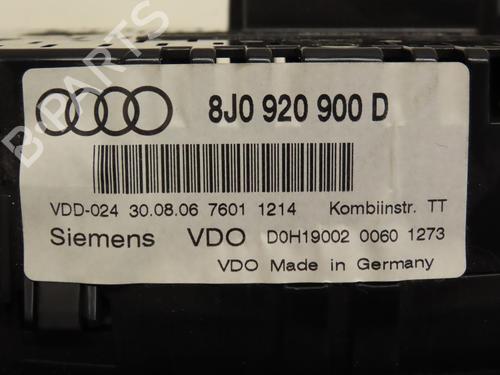 8J0 920 900 D
VDD-024 30.08.06 7601 1214 Kombiinstr. TT
Siemens VDO D0H19002 0060 1273
VDO Made in Germany
B-PARTS